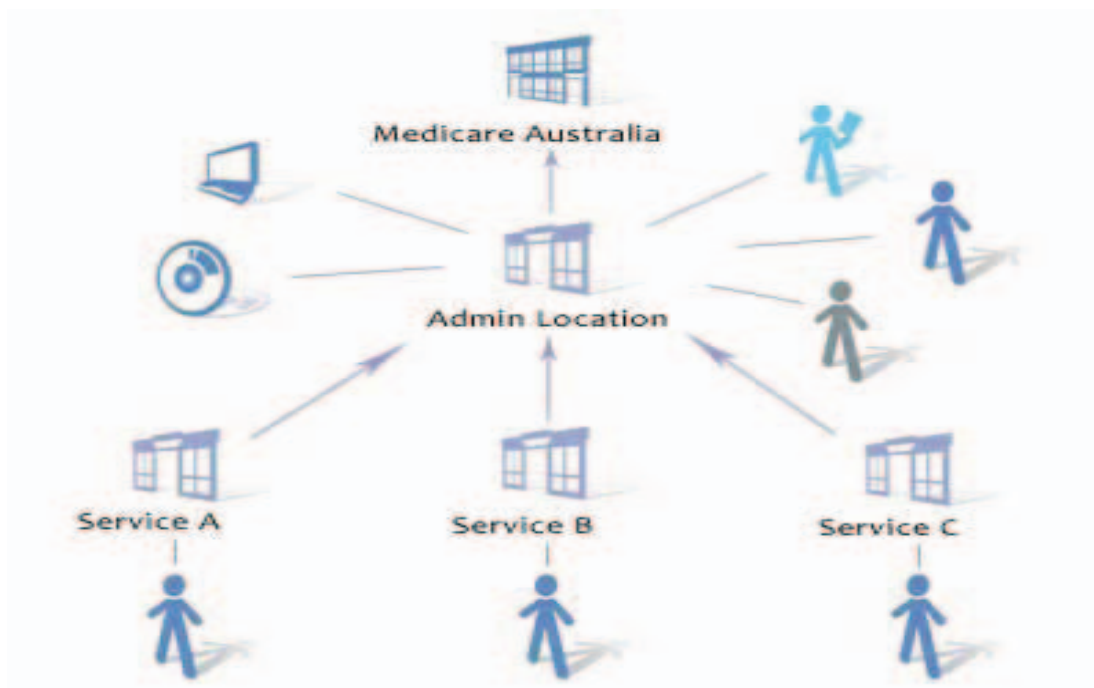 Medicare Australia
Admin Location
Service A
Service B
Service C